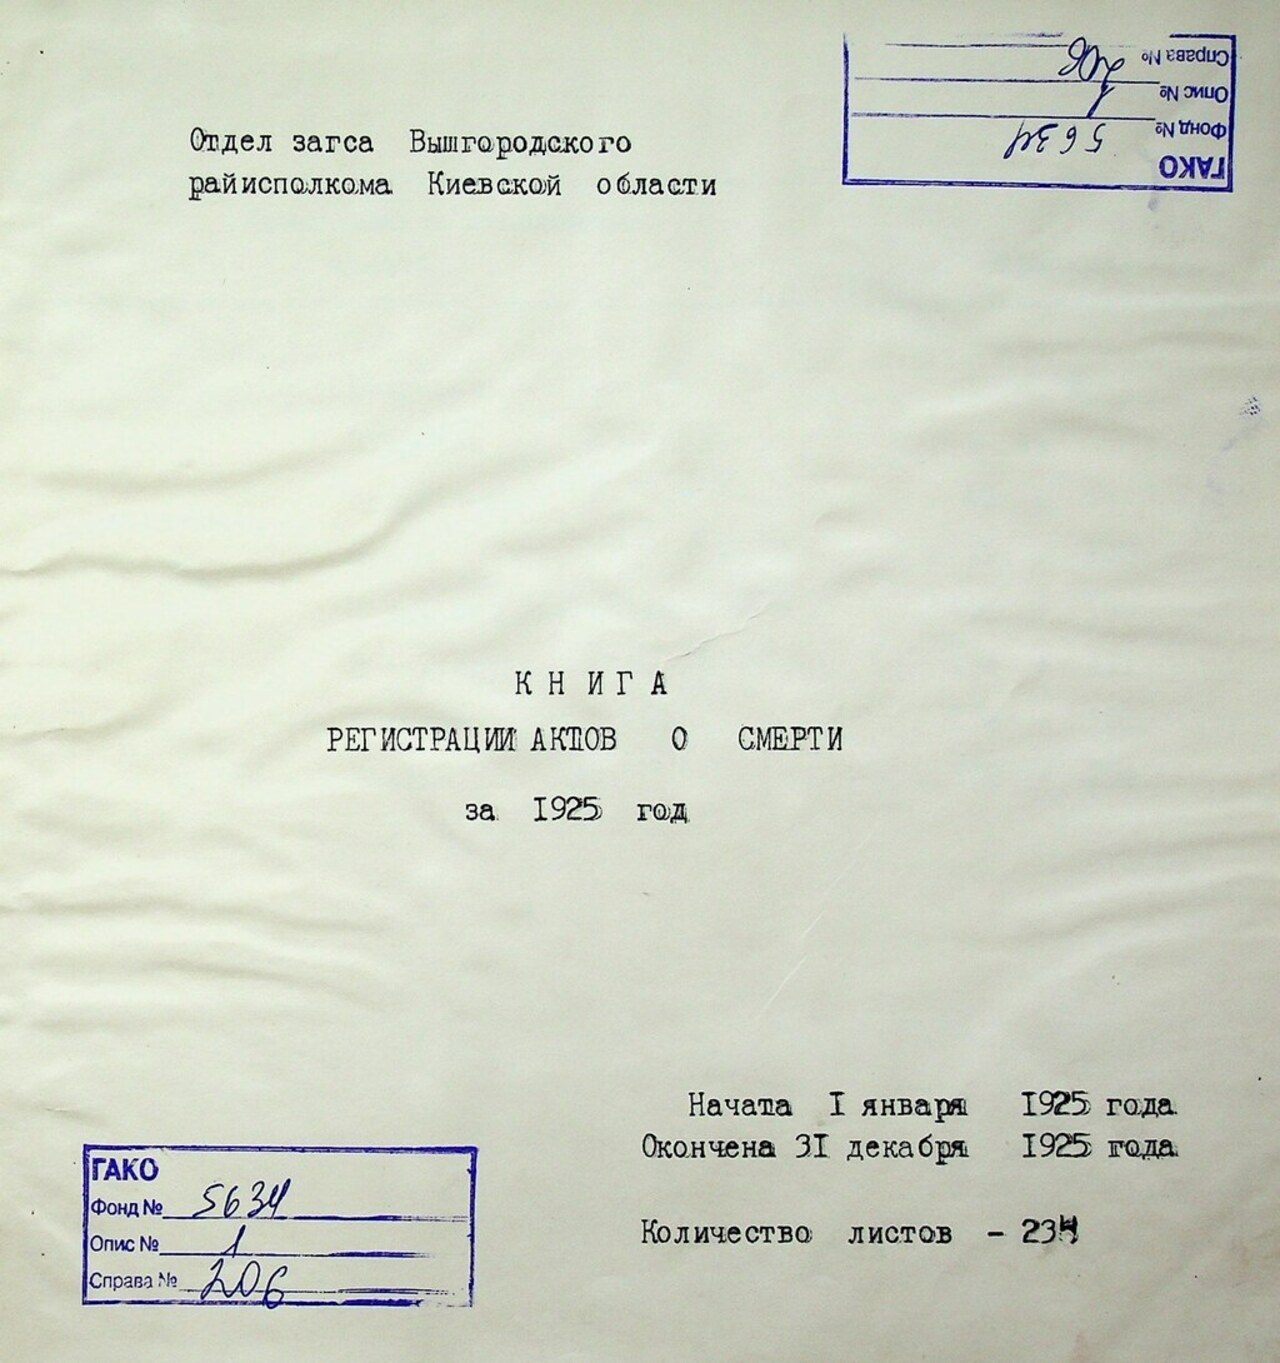 ГАКО
Фонд № 5634
Опис № 1
Справа № 206
Отдел загса Вышгородского
райисполкома Киевской области
КНИГА
РЕГИСТРАЦИИ АКТОВ О СМЕРТИ
за 1925 год
Начата I января 1925 года
Окончена 3I декабря 1925 года
Количество листов -
ГАКО
Фонд № 5634
Опис № 1
Справа № 206